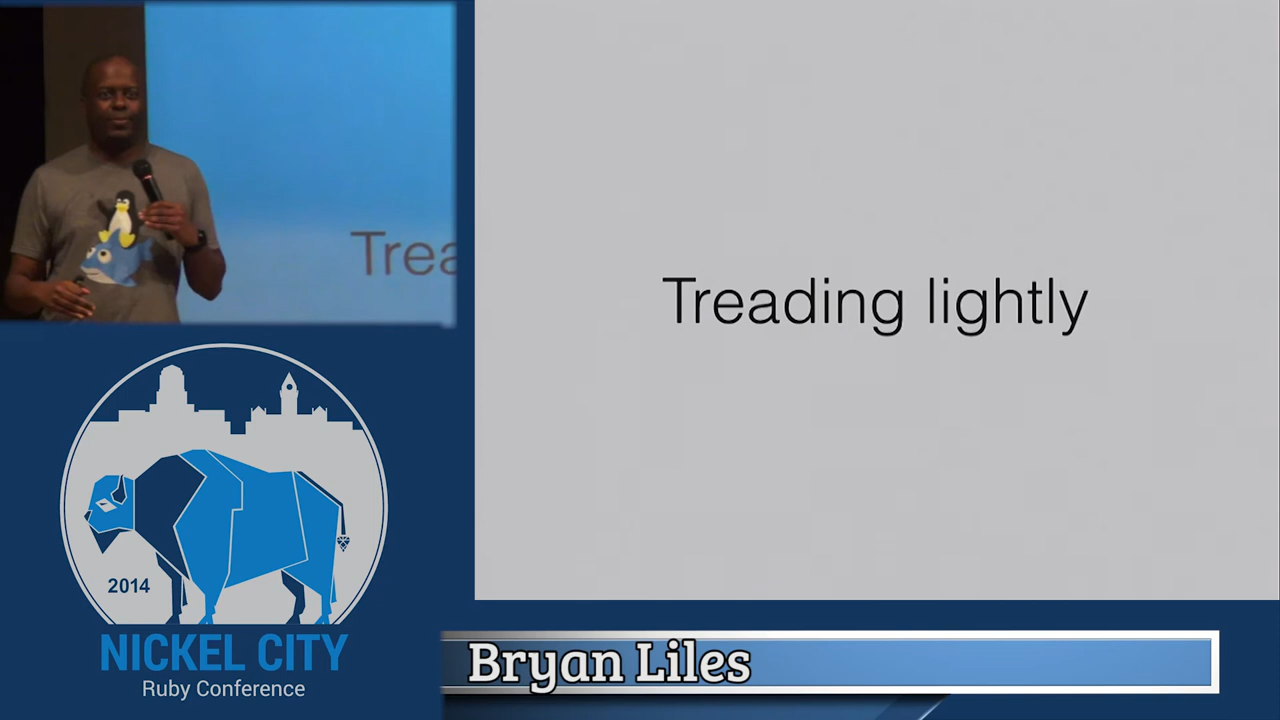 Trea
Treading lightly
2014
NICKEL CITY
Ruby Conference
Bryan Liles